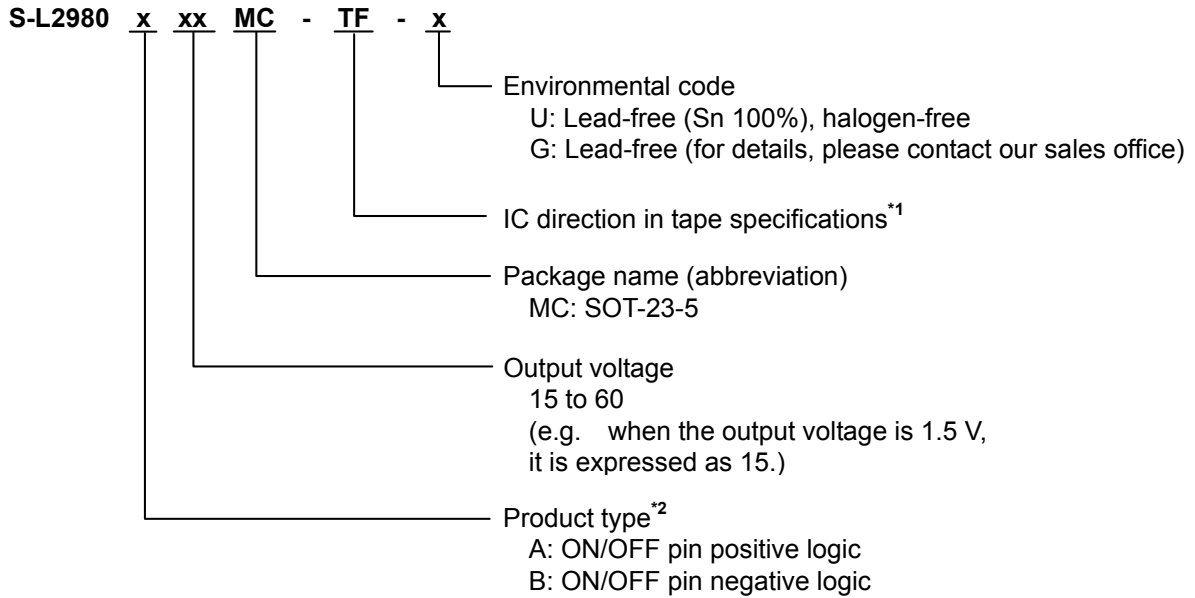 S-L2980 x xx MC - TF - x
Environmental code
U: Lead-free (Sn 100%), halogen-free
G: Lead-free (for details, please contact our sales office)
IC direction in tape specifications*1
Package name (abbreviation)
MC: SOT-23-5
Output voltage
15 to 60
(e.g. when the output voltage is 1.5 V,
it is expressed as 15.)
Product type*2
A: ON/OFF pin positive logic
B: ON/OFF pin negative logic